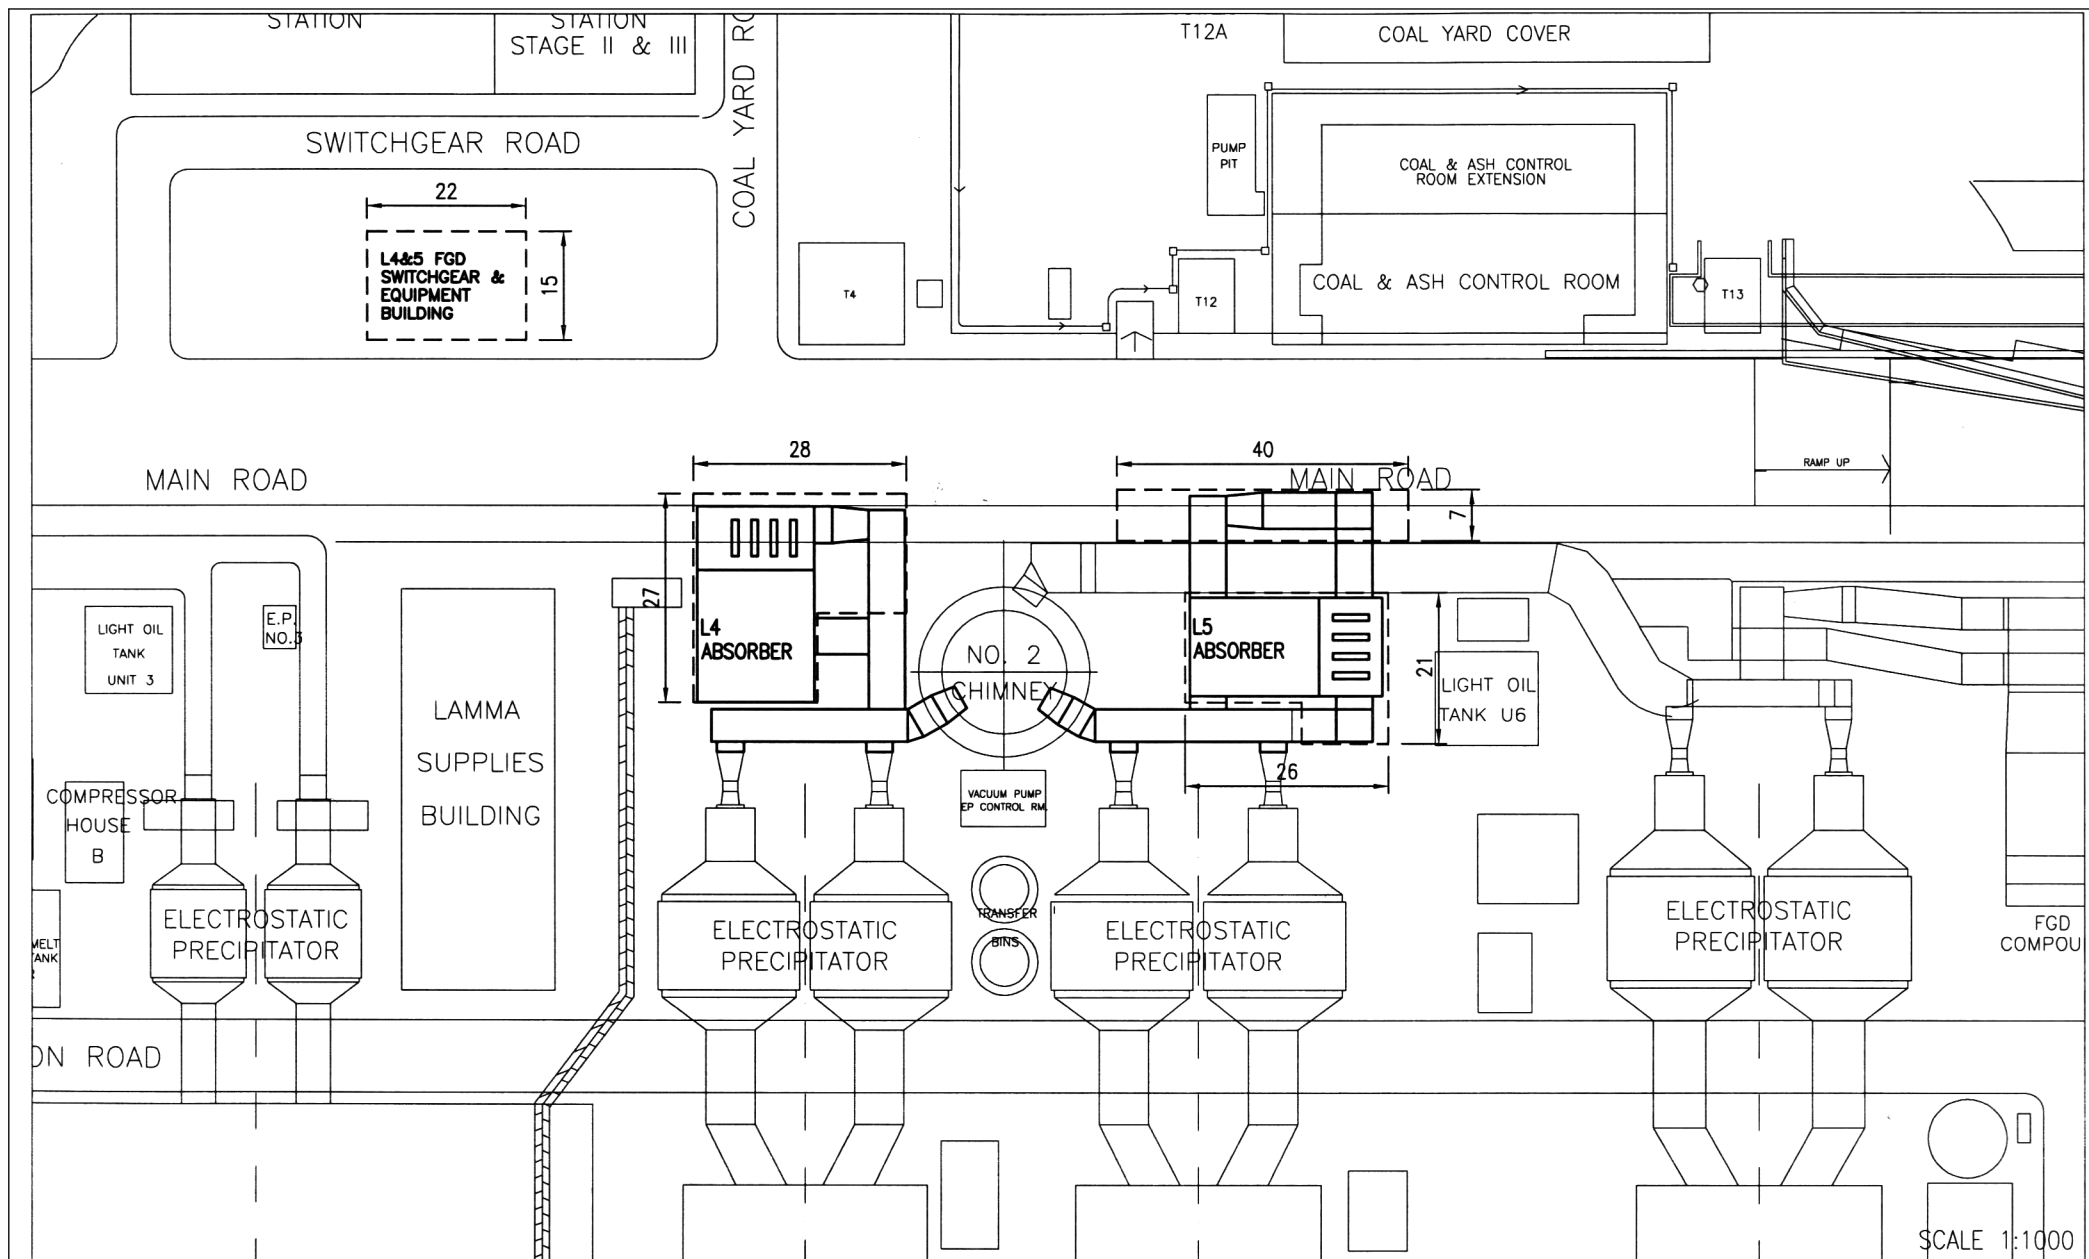 STATION
STATION
STAGE II & III
COAL YARD RO
T12A
COAL YARD COVER
SWITCHGEAR ROAD
PUMP
PIT
COAL & ASH CONTROL
ROOM EXTENSION
22
L4&5 FGD
SWITCHGEAR &
EQUIPMENT
BUILDING
15
T4
T12
COAL & ASH CONTROL ROOM
T13
MAIN ROAD
28
40
MAIN ROAD
RAMP UP
7
27
L4
ABSORBER
NO. 2
CHIMNEY
L5
ABSORBER
21
26
LIGHT OIL
TANK
UNIT 3
E.P.
NO.3
LAMMA
SUPPLIES
BUILDING
LIGHT OIL
TANK U6
VACUUM PUMP
EP CONTROL RM.
COMPRESSOR
HOUSE
B
TRANSFER
BINS
ELECTROSTATIC
PRECIPITATOR
ELECTROSTATIC
PRECIPITATOR
ELECTROSTATIC
PRECIPITATOR
ELECTROSTATIC
PRECIPITATOR
FGD
COMPOU
MELT
TANK
ON ROAD
SCALE 1:1000